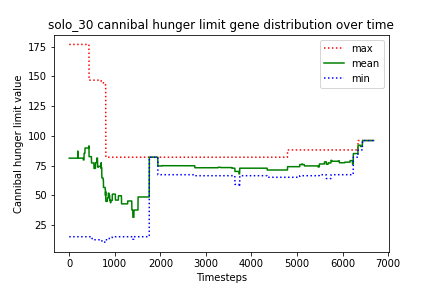 solo_30 cannibal hunger limit gene distribution over time
Cannibal hunger limit value
175
150
125
100
75
50
25
max
mean
min
0
1000
2000
3000
4000
5000
6000
7000
Timesteps